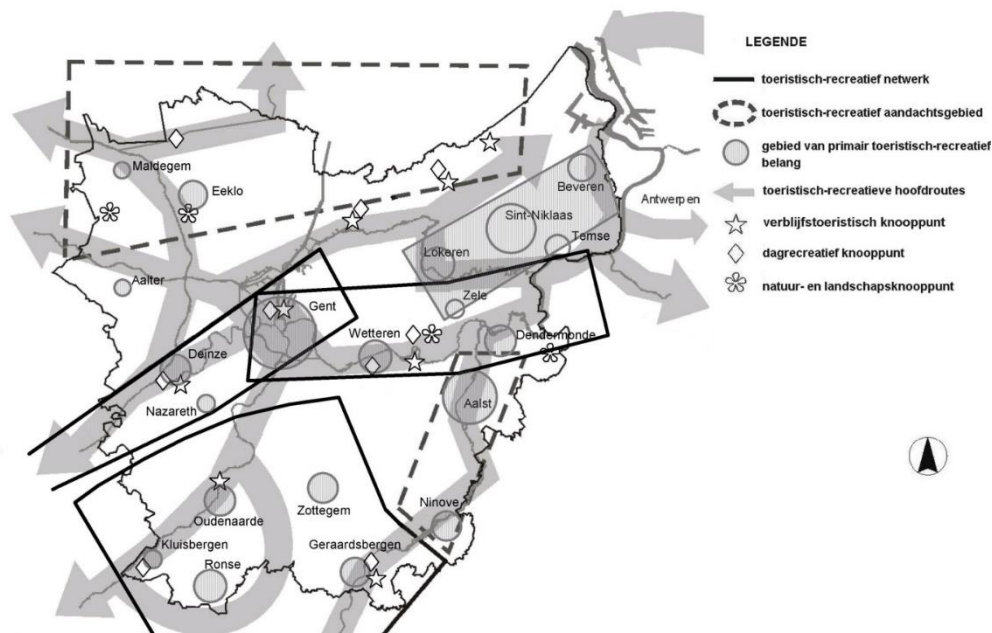 LEGENDE
toeristisch-recreatief netwerk
toeristisch-recreatief aandachtsgebied
gebied van primair toeristisch-recreatief
belang
toeristisch-recreatieve hoofdroutes
verblijfstoeristisch knooppunt
dagrecreatief knooppunt
natuur- en landschapsknooppunt
Maldegem
Eeklo
Beveren
Antwerpen
Sint-Niklaas
Temse
Lokeren
Aalter
Zele
Gent
Wetteren
Dendermonde
Deinze
Nazareth
Aalst
Ninove
Zottegem
Oudenaarde
Kluisbergen
Geraardsbergen
Ronse